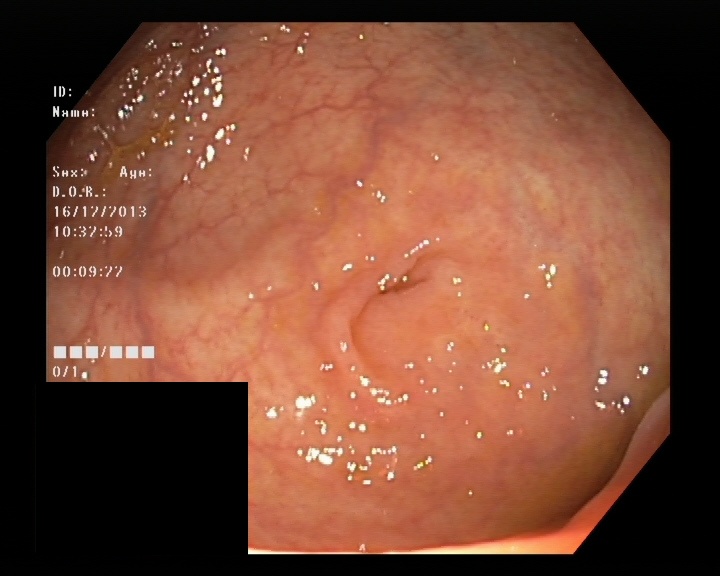 ID:
Name:
Sex: Age:
D.O.B.:
16/12/2013
10:32:59
00:09:22
■■■/■■■
0/1